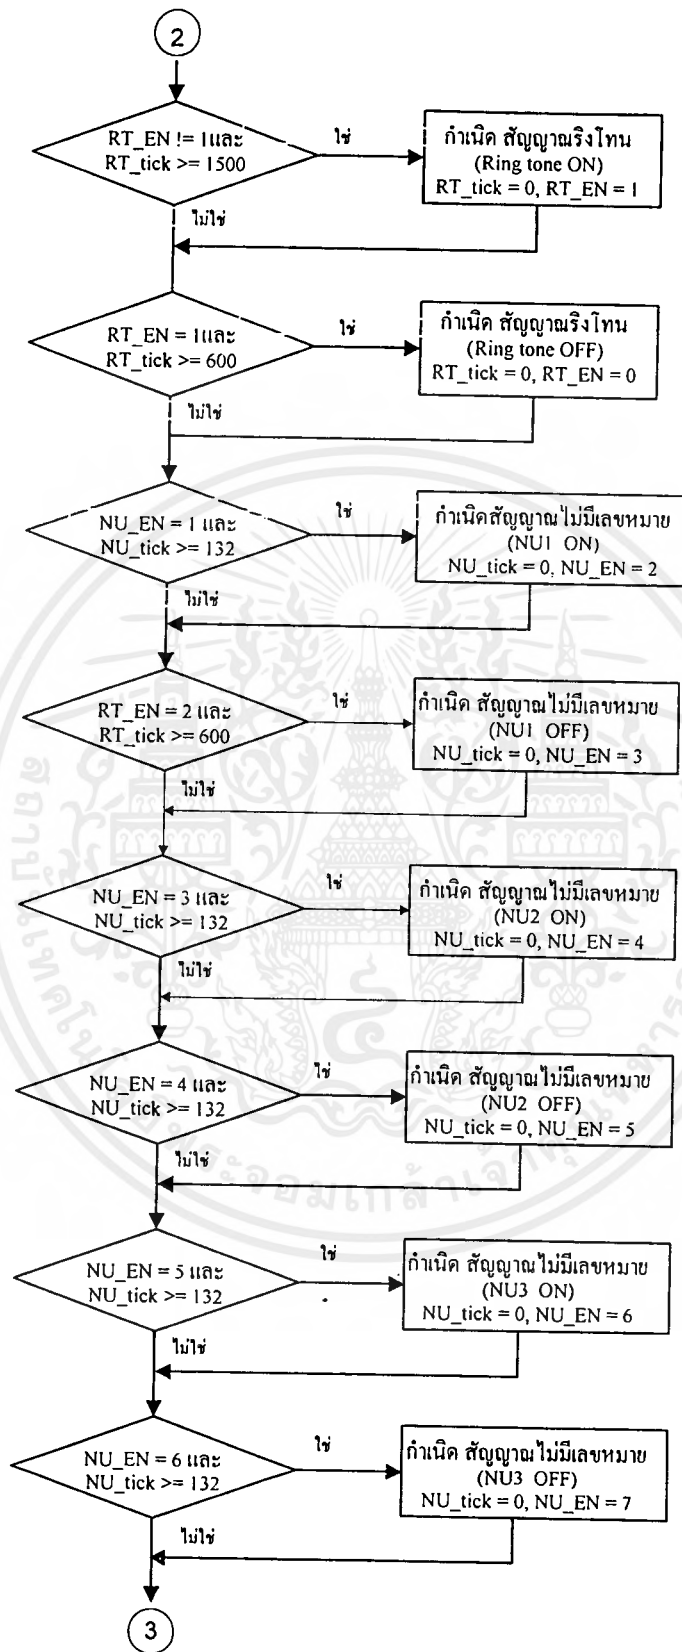 2
RT_EN != 1และ
RT_tick >= 1500
ใช่
กำเนิด สัญญาณริงโทน
(Ring tone ON)
RT_tick = 0, RT_EN = 1
ไม่ใช่
RT_EN = 1และ
RT_tick >= 600
ใช่
กำเนิด สัญญาณริงโทน
(Ring tone OFF)
RT_tick = 0, RT_EN = 0
ไม่ใช่
NU_EN = 1 และ
NU_tick >= 132
ใช่
กำเนิดสัญญาณไม่มีเลขหมาย
(NU1 ON)
NU_tick = 0, NU_EN = 2
ไม่ใช่
RT_EN = 2 และ
RT_tick >= 600
ใช่
กำเนิด สัญญาณไม่มีเลขหมาย
(NU1 OFF)
NU_tick = 0, NU_EN = 3
ไม่ใช่
NU_EN = 3 และ
NU_tick >= 132
ใช่
กำเนิด สัญญาณไม่มีเลขหมาย
(NU2 ON)
NU_tick = 0, NU_EN = 4
ไม่ใช่
NU_EN = 4 และ
NU_tick >= 132
ใช่
กำเนิด สัญญาณไม่มีเลขหมาย
(NU2 OFF)
NU_tick = 0, NU_EN = 5
ไม่ใช่
NU_EN = 5 และ
NU_tick >= 132
ใช่
กำเนิด สัญญาณไม่มีเลขหมาย
(NU3 ON)
NU_tick = 0, NU_EN = 6
ไม่ใช่
NU_EN = 6 และ
NU_tick >= 132
ใช่
กำเนิด สัญญาณไม่มีเลขหมาย
(NU3 OFF)
NU_tick = 0, NU_EN = 7
ไม่ใช่
3